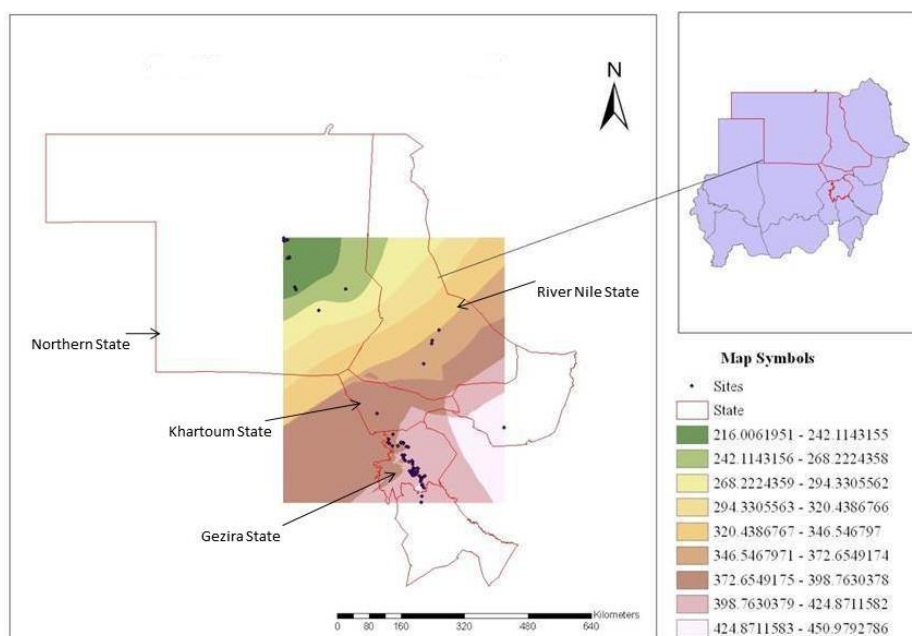 N
River Nile State
Northern State
Khartoum State
Gezira State
Kilometers
0 80 160 320 480 640
Map Symbols
Sites
State
216.0061951 - 242.1143155
242.1143156 - 268.2224358
268.2224359 - 294.3305562
294.3305563 - 320.4386766
320.4386767 - 346.546797
346.5467971 - 372.6549174
372.6549175 - 398.7630378
398.7630379 - 424.8711582
424.8711583 - 450.9792786